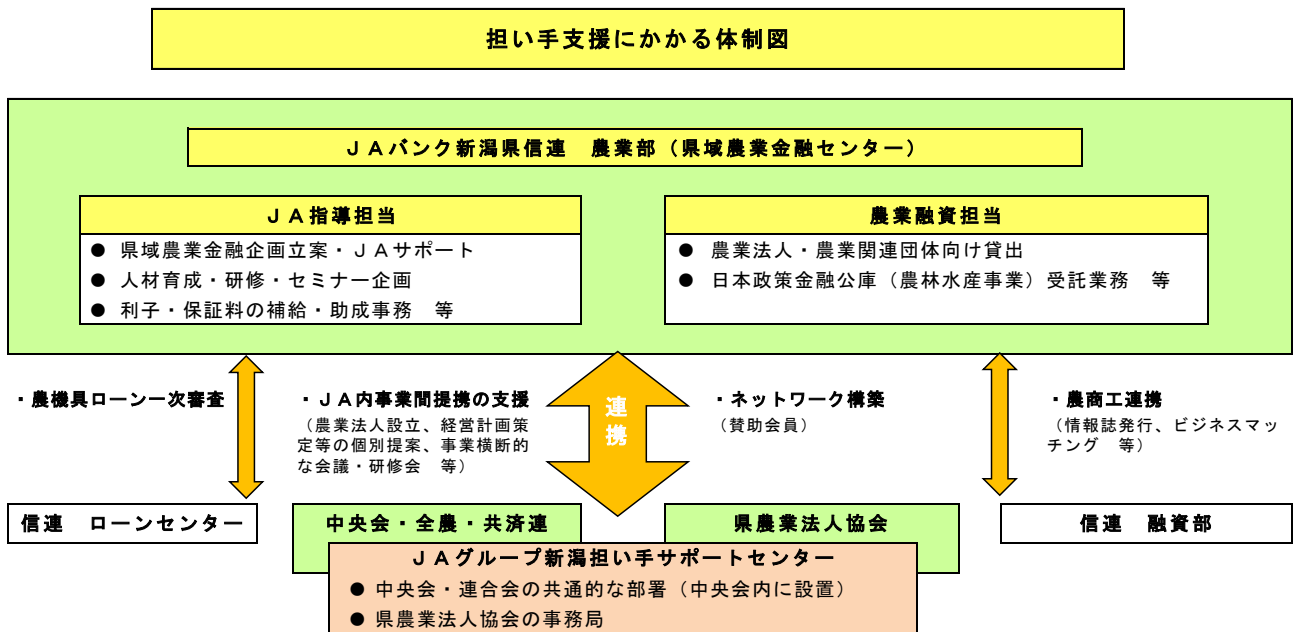 担い手支援にかかる体制図
ＪＡバンク新潟県信連　農業部（県域農業金融センター）
ＪＡ指導担当
● 県域農業金融企画立案・ＪＡサポート
● 人材育成・研修・セミナー企画
● 利子・保証料の補給・助成事務　等
農業融資担当
● 農業法人・農業関連団体向け貸出
● 日本政策金融公庫（農林水産事業）受託業務　等
・農機具ローン一次審査
・ＪＡ内事業間提携の支援
（農業法人設立、経営計画策
定等の個別提案、事業横断的
な会議・研修会　等）
連
携
・ネットワーク構築
（賛助会員）
・農商工連携
（情報誌発行、ビジネスマッ
チング　等）
信連　ローンセンター
中央会・全農・共済連
県農業法人協会
信連　融資部
ＪＡグループ新潟担い手サポートセンター
● 中央会・連合会の共通的な部署（中央会内に設置）
● 県農業法人協会の事務局